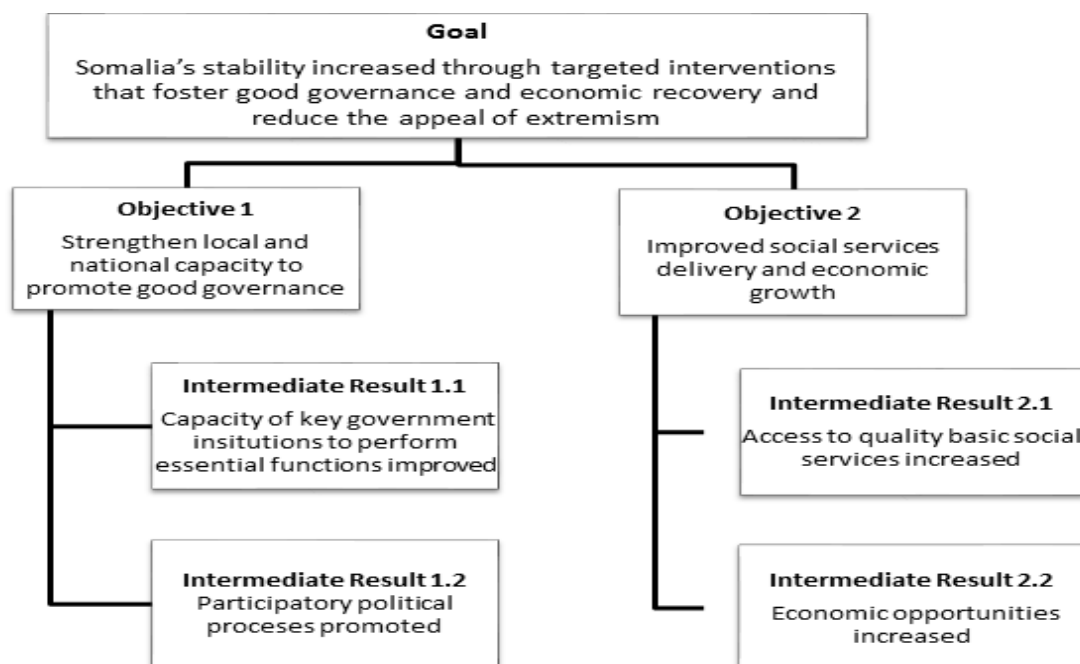 Goal
Somalia's stability increased through targeted interventions
that foster good governance and economic recovery and
reduce the appeal of extremism
Objective 1
Strengthen local and
national capacity to
promote good governance
Objective 2
Improved social services
delivery and economic
growth
Intermediate Result 1.1
Capacity of key government
insitutions to perform
essential functions improved
Intermediate Result 2.1
Access to quality basic social
services increased
Intermediate Result 1.2
Participatory political
proceses promoted
Intermediate Result 2.2
Economic opportunities
increased